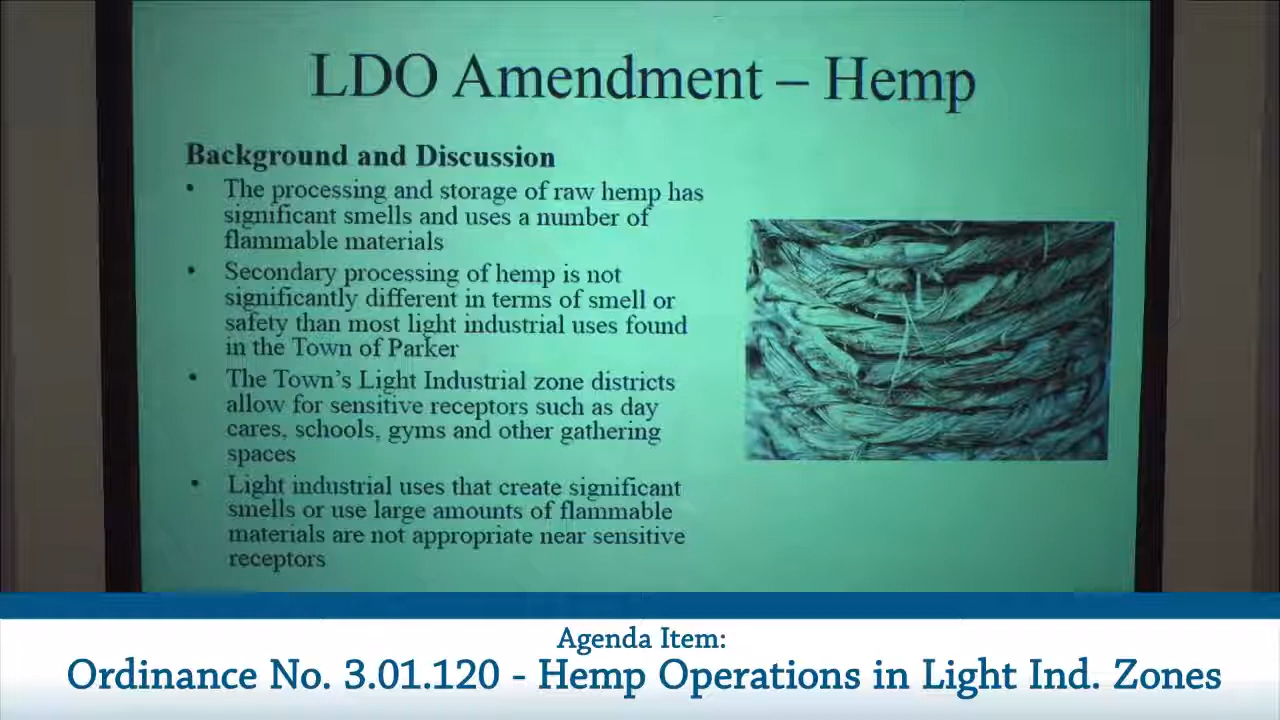 LDO Amendment – Hemp
Background and Discussion
• The processing and storage of raw hemp has
significant smells and uses a number of
flammable materials
• Secondary processing of hemp is not
significantly different in terms of smell or
safety than most light industrial uses found
in the Town of Parker
• The Town's Light Industrial zone districts
allow for sensitive receptors such as day
cares, schools, gyms and other gathering
spaces
• Light industrial uses that create significant
smells or use large amounts of flammable
materials are not appropriate near sensitive
receptors
Agenda Item:
Ordinance No. 3.01.120 - Hemp Operations in Light Ind. Zones